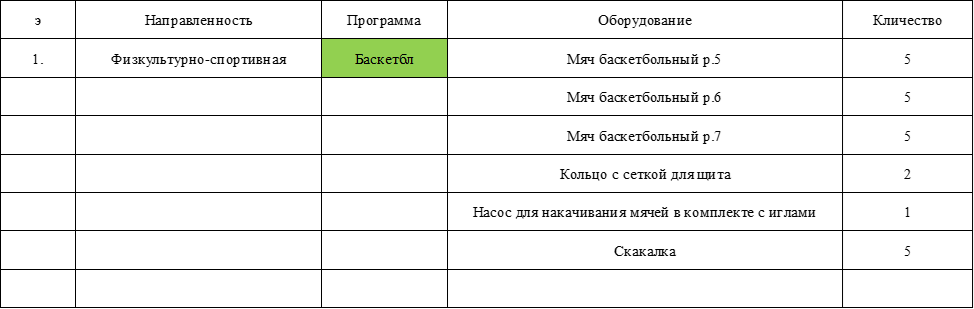 э Направленность Программа Оборудование Кличество
1. Физкультурно-спортивная Баскетбл Мяч баскетбольный р.5 5
Мяч баскетбольный р.6 5
Мяч баскетбольный р.7 5
Кольцо с сеткой для щита 2
Насос для накачивания мячей в комплекте с иглами 1
Скакалка 5